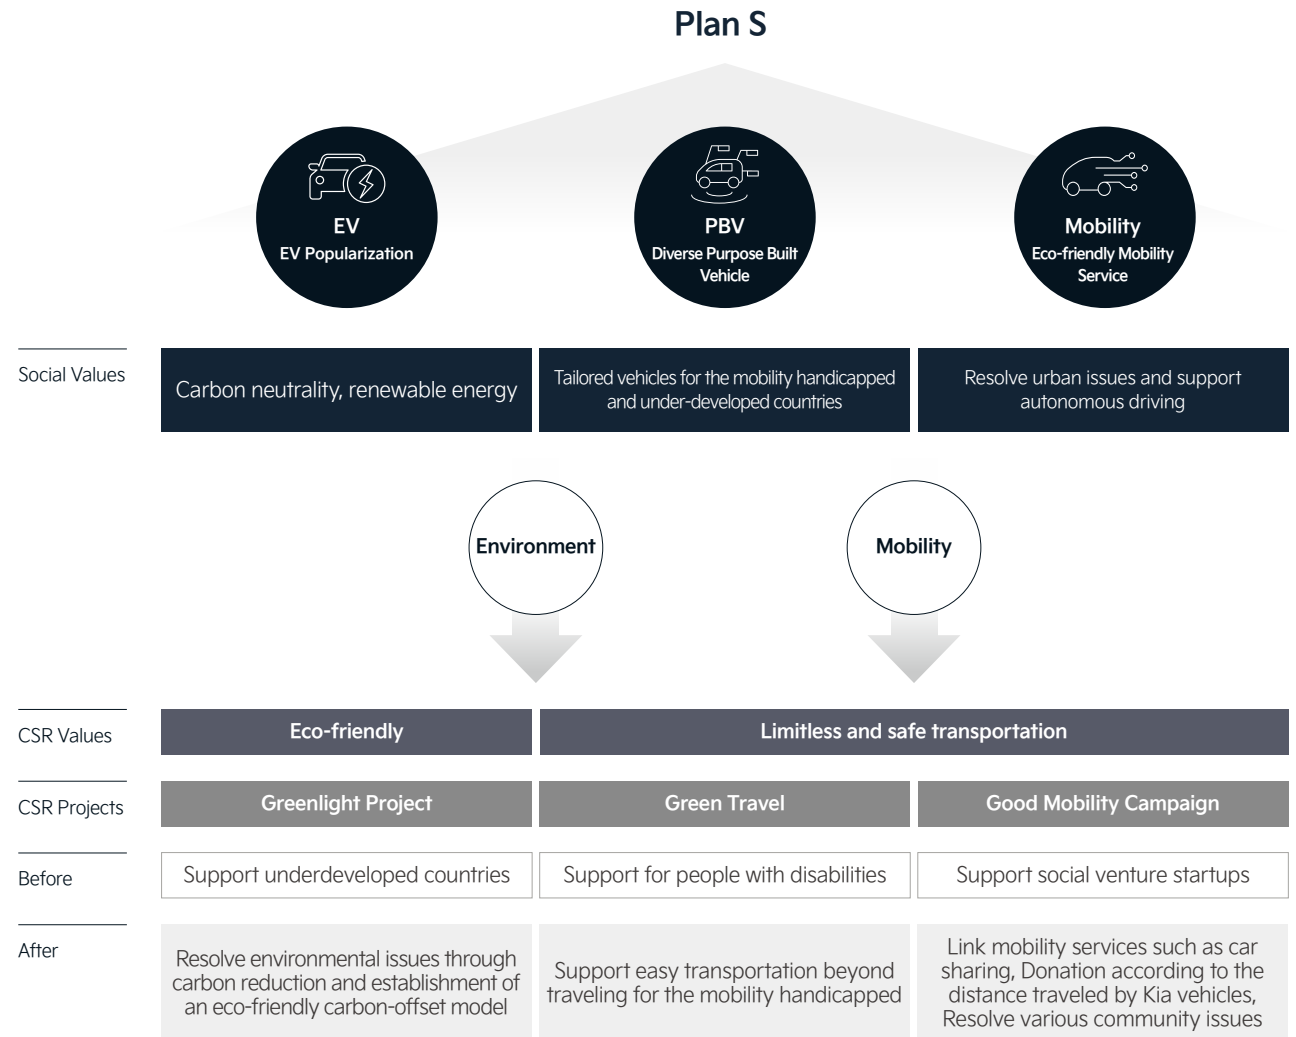 Plan S
EV
EV Popularization
PBV
Diverse Purpose Built
Vehicle
Mobility
Eco-friendly Mobility
Service
Social Values
Carbon neutrality, renewable energy
Tailored vehicles for the mobility handicapped
and under-developed countries
Resolve urban issues and support
autonomous driving
Environment
Mobility
CSR Values
Eco-friendly
Limitless and safe transportation
CSR Projects
Greenlight Project
Green Travel
Good Mobility Campaign
Before
Support underdeveloped countries
Support for people with disabilities
Support social venture startups
After
Resolve environmental issues through
carbon reduction and establishment of
an eco-friendly carbon-offset model
Support easy transportation beyond
traveling for the mobility handicapped
Link mobility services such as car
sharing, Donation according to the
distance traveled by Kia vehicles,
Resolve various community issues